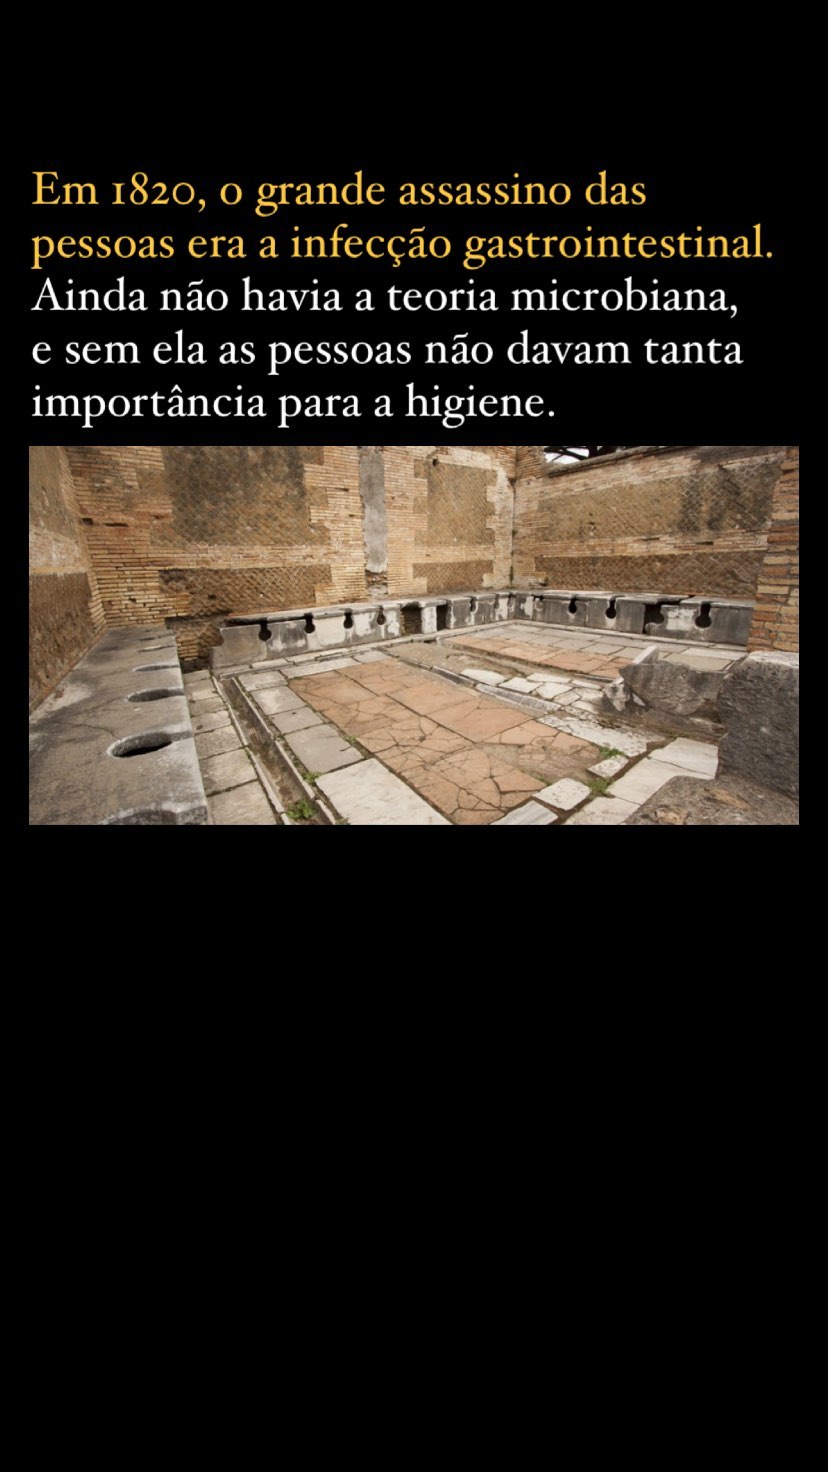 Em 1820, o grande assassino das
pessoas era a infecção gastrointestinal.
Ainda não havia a teoria microbiana,
e sem ela as pessoas não davam tanta
importância para a higiene.